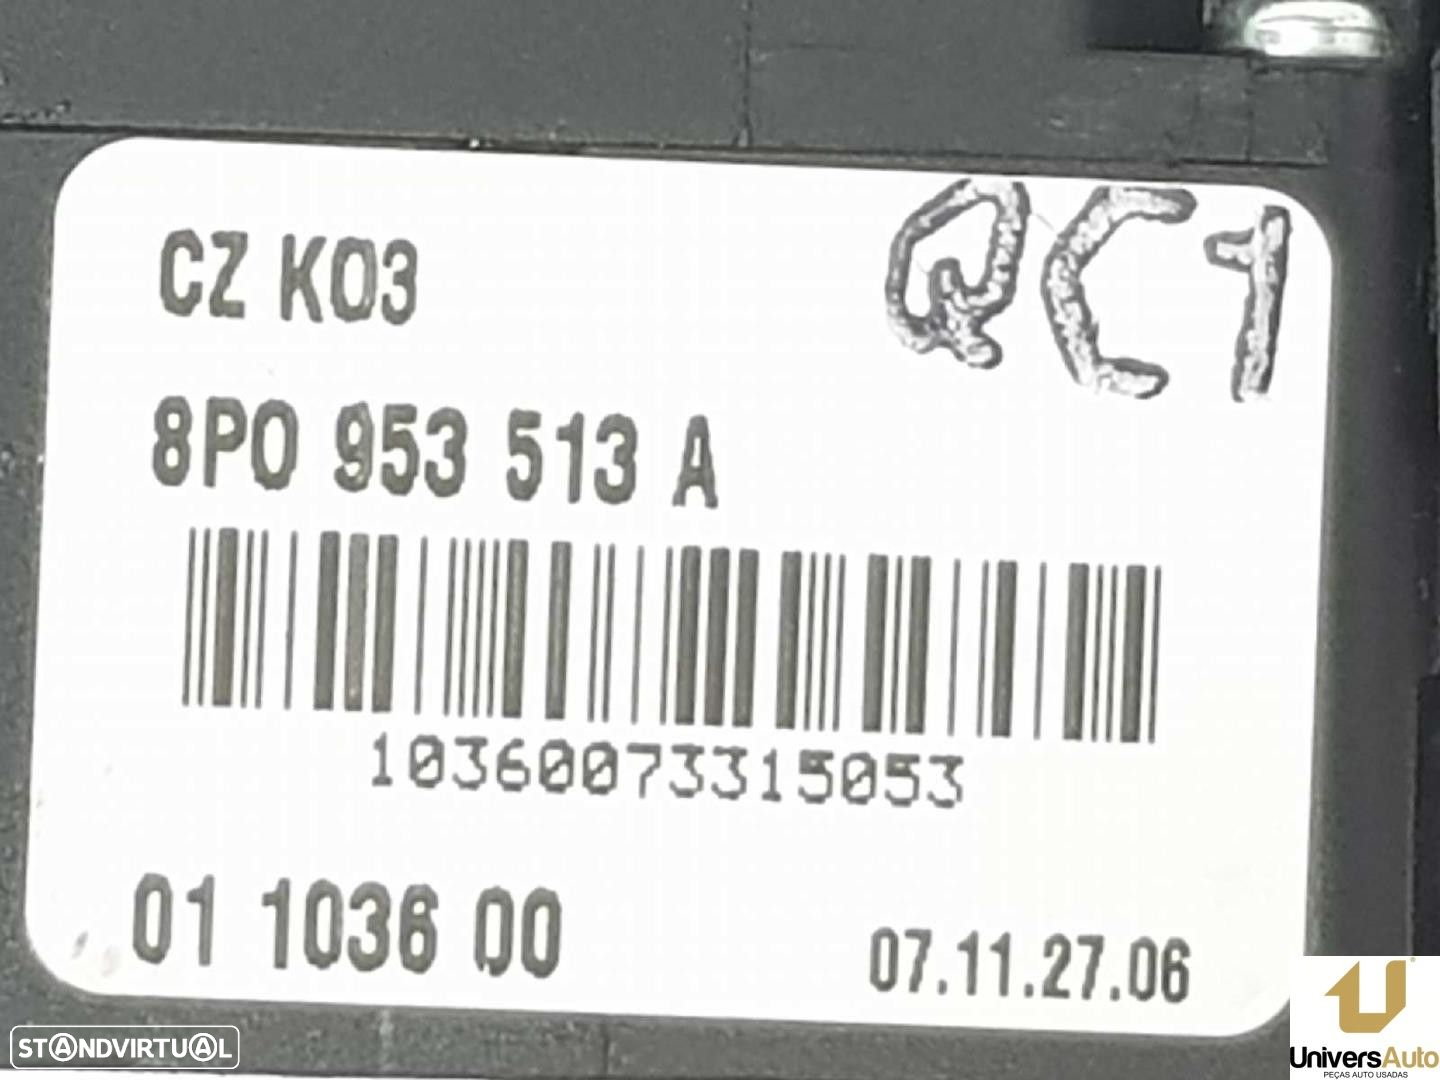 CZ K03
QC1
8P0 953 513 A
10360073315053
01 1036 00
07.11.27.06
STANDVIRTUAL
UniversAuto
PEÇAS AUTO USADAS